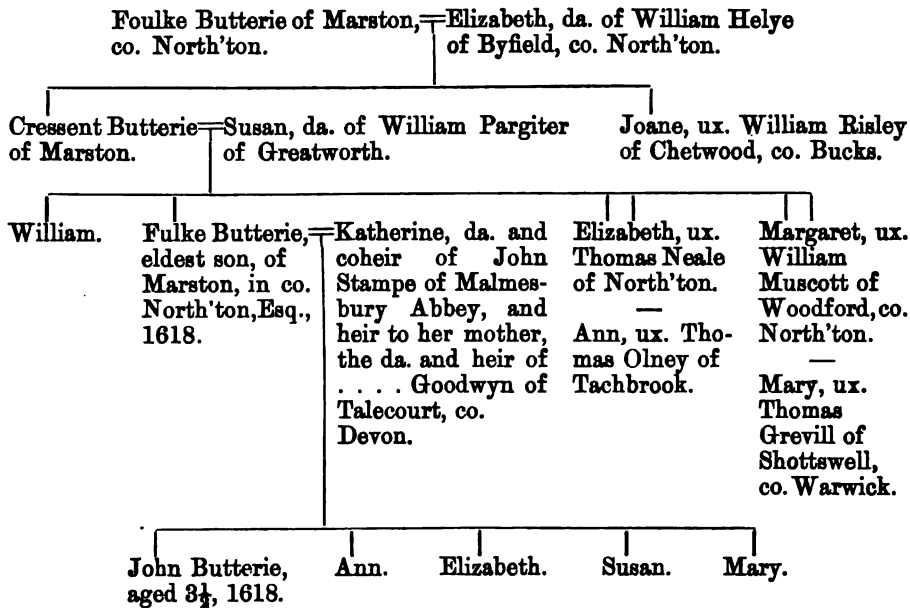 Foulke Butterie of Marston,
co. North'ton.
Elizabeth, da. of William Helye
of Byfield, co. North'ton.
Cressent Butterie
of Marston.
Susan, da. of William Pargiter
of Greatworth.
Joane, ux. William Risley
of Chetwood, co. Bucks.
William.
Fulke Butterie,
eldest son, of
Marston, in co.
North'ton, Esq.,
1618.
Katherine, da. and
coheir of John
Stampe of Malmes-
bury Abbey, and
heir to her mother,
the da. and heir of
. . . . Goodwyn of
Talecourt, co.
Devon.
Elizabeth, ux.
Thomas Neale
of North'ton.
—
Ann, ux. Tho-
mas Olney of
Tachbrook.
Margaret, ux.
William
Muscott of
Woodford, co.
North'ton.
—
Mary, ux.
Thomas
Grevill of
Shottswell,
co. Warwick.
John Butterie,
aged 3½, 1618.
Ann.
Elizabeth.
Susan.
Mary.